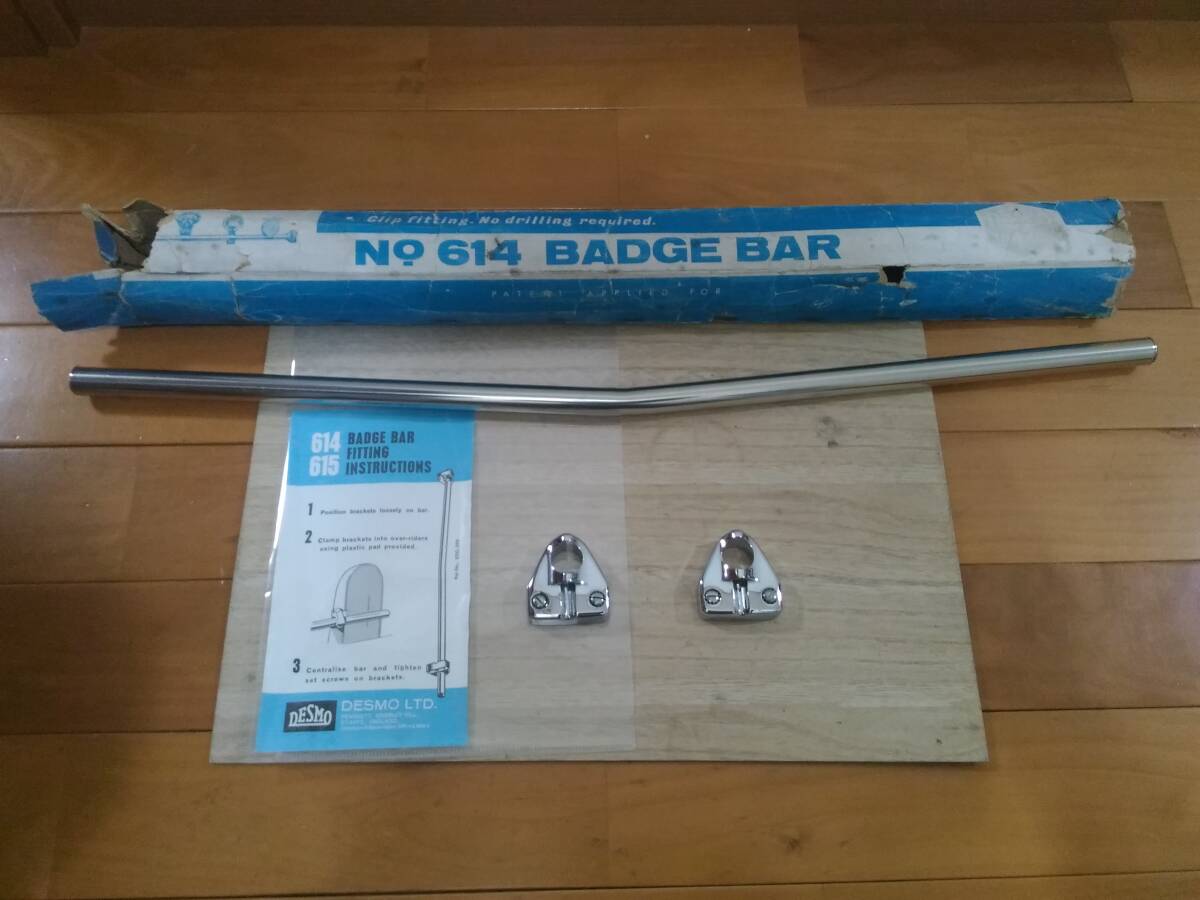 Clip fitting. No drilling required.
No 614 BADGE BAR
PATENT APPLIED FOR
614 BADGE BAR
615 FITTING
INSTRUCTIONS
1 Position brackets loosely on bar.
2 Clamp brackets into over-riders
using plastic pad provided.
3 Centralise bar and tighten
set screws on brackets.
DESMO
DESMO LTD.
STAFFS, ENGLAND.